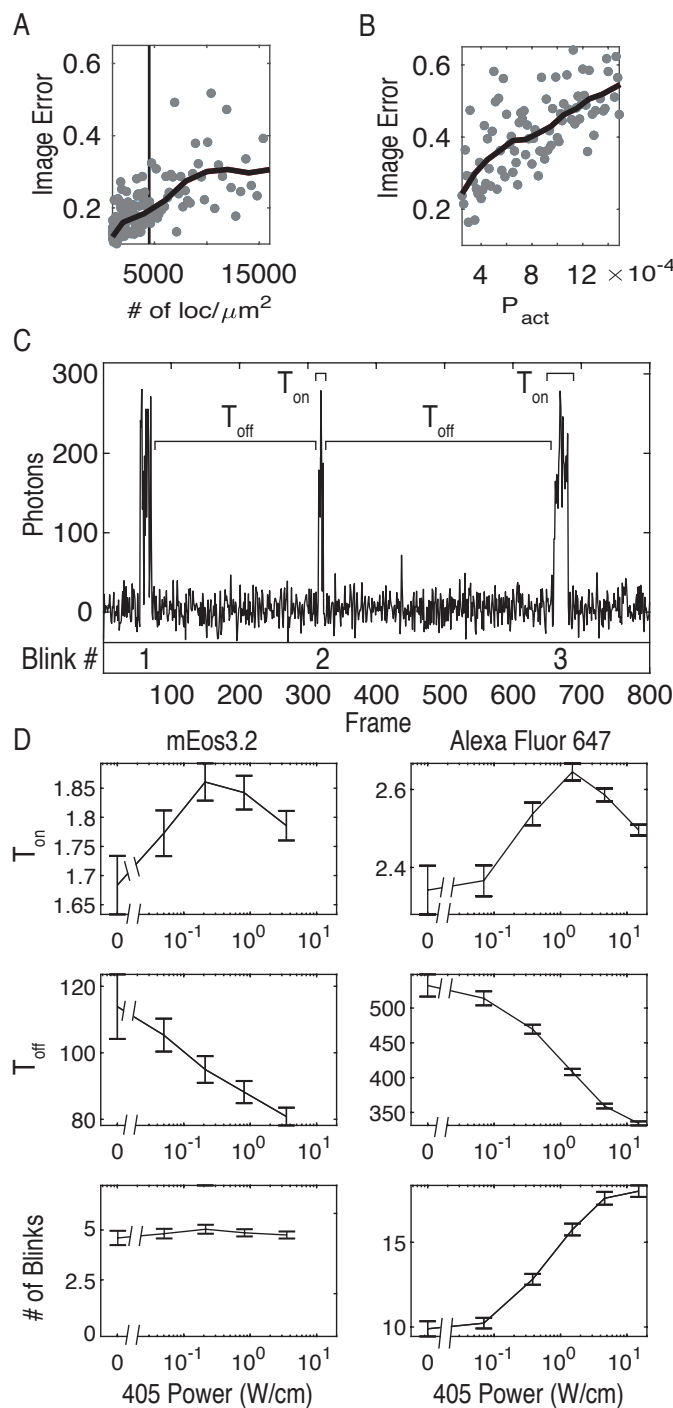 A
Image Error
0.6
0.4
0.2
5000 15000
# of loc/μm²
B
Image Error
0.6
0.4
0.2
4 8 12 ×10⁻⁴
P_act
C
Photons
300
200
100
0
T_on
T_off
T_off
T_on
Blink # 1 2 3
100 200 300 400 500 600 700 800
Frame
D
mEos3.2 Alexa Fluor 647
T_on
1.85
1.8
1.75
1.7
1.65
0 10⁻¹ 10⁰ 10¹
2.6
2.4
0 10⁻¹ 10⁰ 10¹
T_off
120
100
80
0 10⁻¹ 10⁰ 10¹
500
450
400
350
0 10⁻¹ 10⁰ 10¹
# of Blinks
5
2.5
0
0 10⁻¹ 10⁰ 10¹
405 Power (W/cm)
15
10
0 10⁻¹ 10⁰ 10¹
405 Power (W/cm)